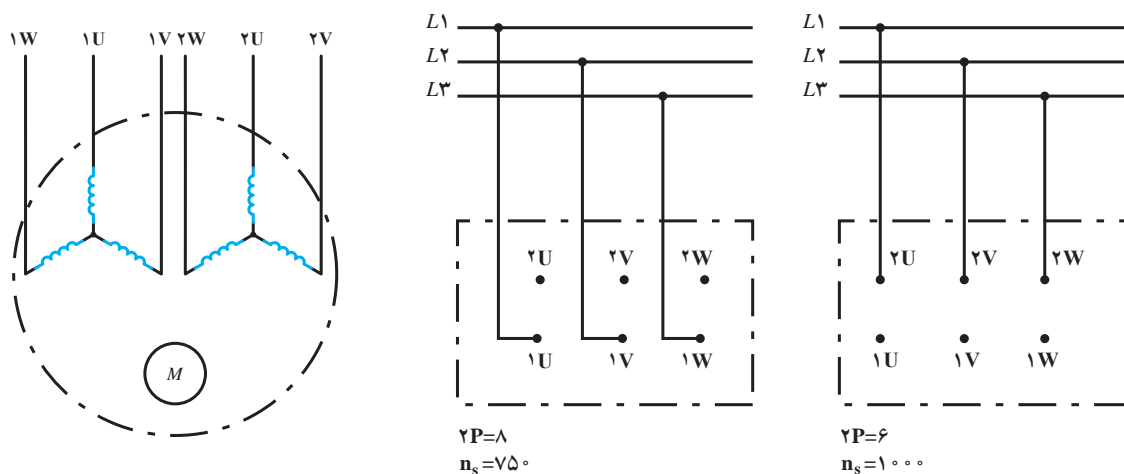 ۱W ۱U ۱V ۲W ۲U ۲V
M
L۱
L۲
L۳
۲U ۲V ۲W
۱U ۱V ۱W
۲P=۸
nₛ=۷۵۰
L۱
L۲
L۳
۲U ۲V ۲W
۱U ۱V ۱W
۲P=۶
nₛ=۱۰۰۰